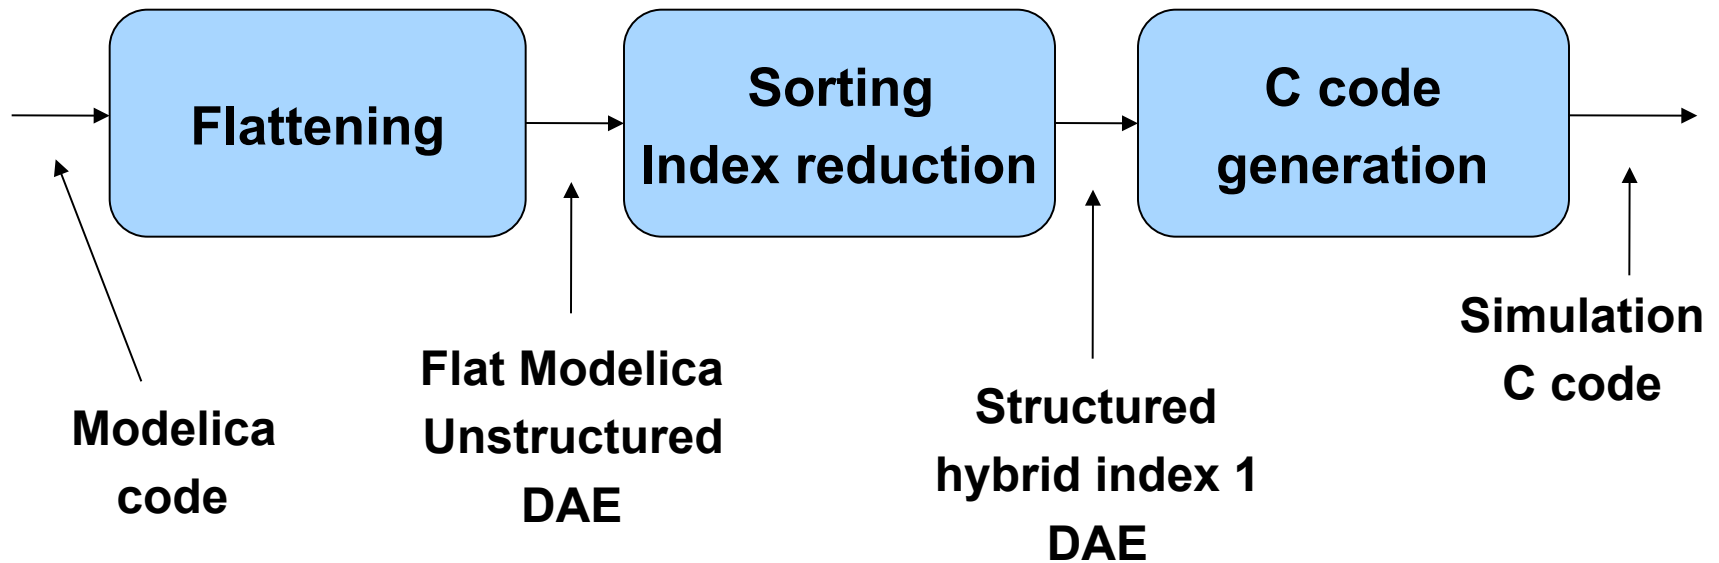 Flattening
Sorting
Index reduction
C code
generation
Modelica
code
Flat Modelica
Unstructured
DAE
Structured
hybrid index 1
DAE
Simulation
C code